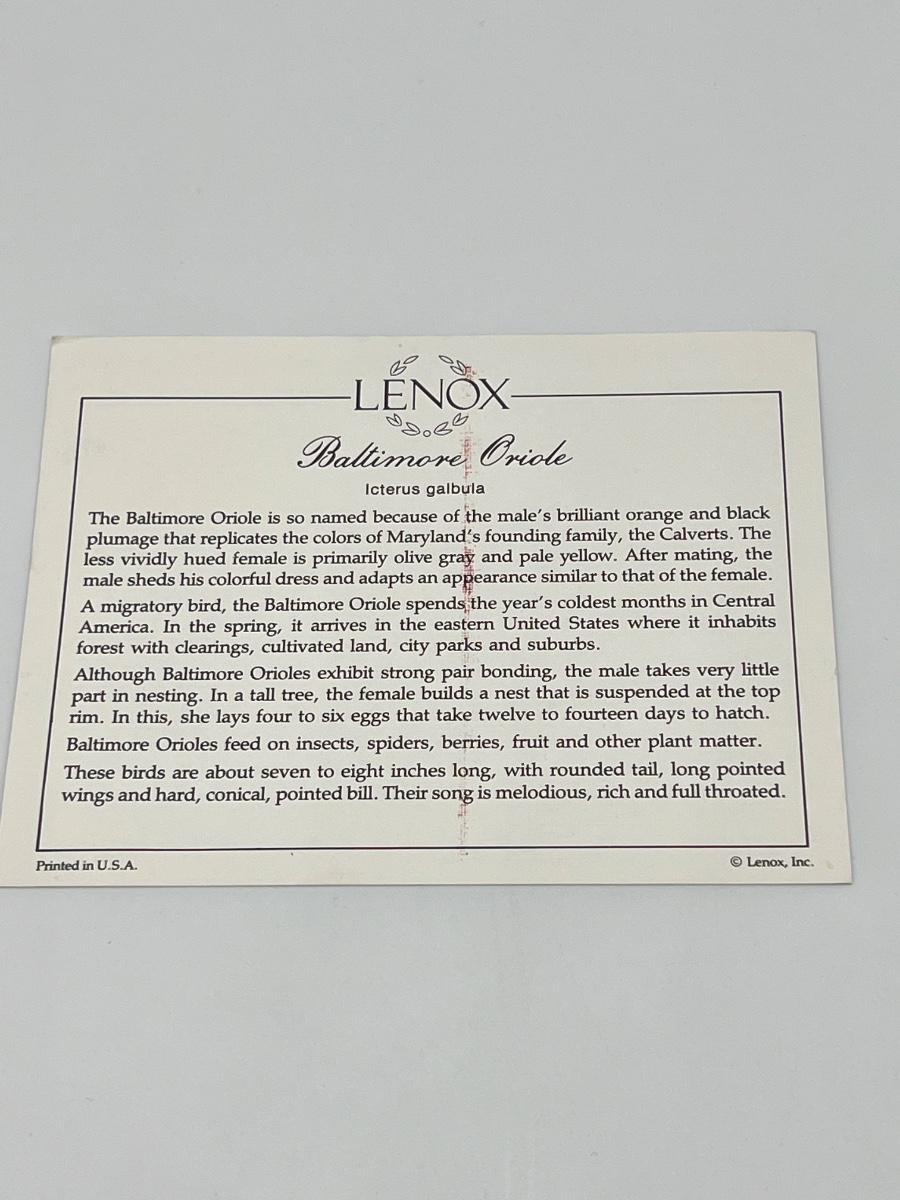 LENOX
Baltimore Oriole
Icterus galbula
The Baltimore Oriole is so named because of the male's brilliant orange and black
plumage that replicates the colors of Maryland's founding family, the Calverts. The
less vividly hued female is primarily olive gray and pale yellow. After mating, the
male sheds his colorful dress and adapts an appearance similar to that of the female.
A migratory bird, the Baltimore Oriole spends the year's coldest months in Central
America. In the spring, it arrives in the eastern United States where it inhabits
forest with clearings, cultivated land, city parks and suburbs.
Although Baltimore Orioles exhibit strong pair bonding, the male takes very little
part in nesting. In a tall tree, the female builds a nest that is suspended at the top
rim. In this, she lays four to six eggs that take twelve to fourteen days to hatch.
Baltimore Orioles feed on insects, spiders, berries, fruit and other plant matter.
These birds are about seven to eight inches long, with rounded tail, long pointed
wings and hard, conical, pointed bill. Their song is melodious, rich and full throated.
Printed in U.S.A.
© Lenox, Inc.